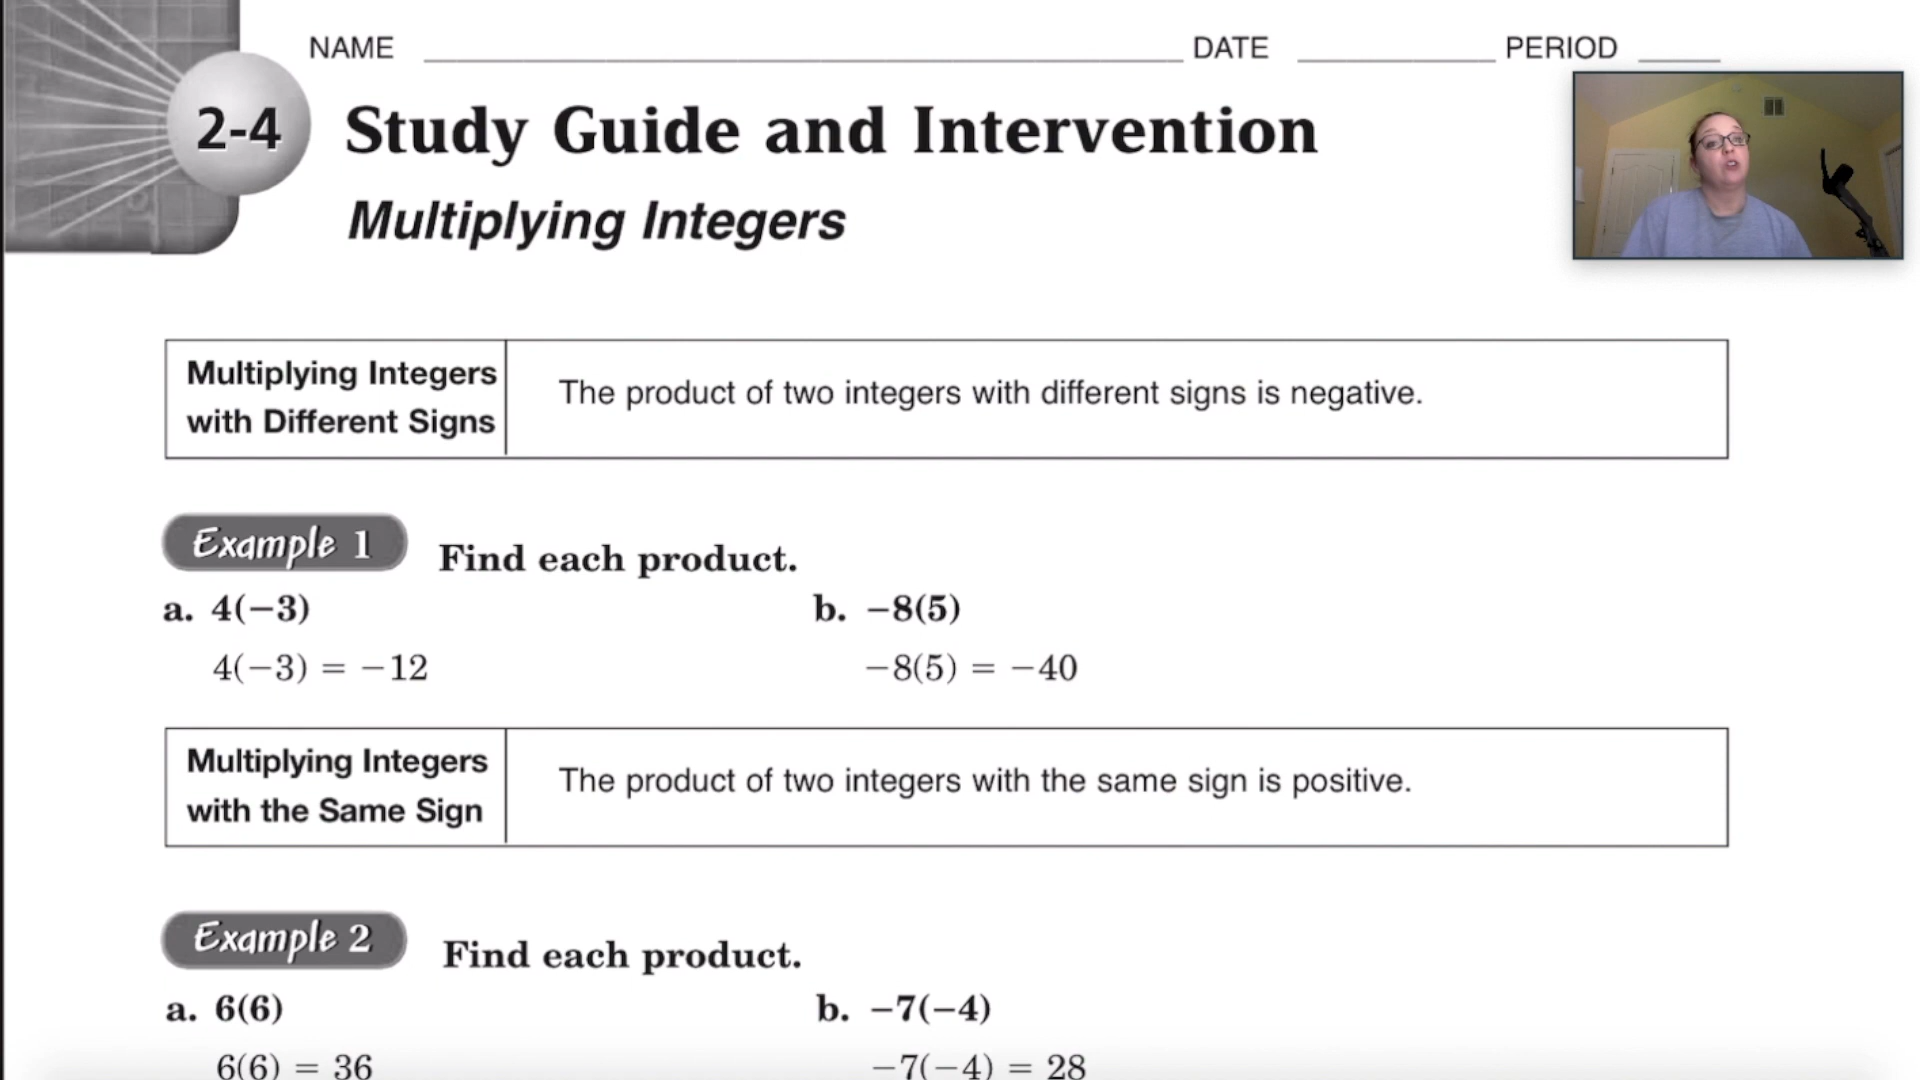 NAME DATE PERIOD
2-4 Study Guide and Intervention
Multiplying Integers
Multiplying Integers
with Different Signs
The product of two integers with different signs is negative.
Example 1 Find each product.
a. 4(−3)
4(−3) = −12
b. −8(5)
−8(5) = −40
Multiplying Integers
with the Same Sign
The product of two integers with the same sign is positive.
Example 2 Find each product.
a. 6(6)
6(6) = 36
b. −7(−4)
−7(−4) = 28